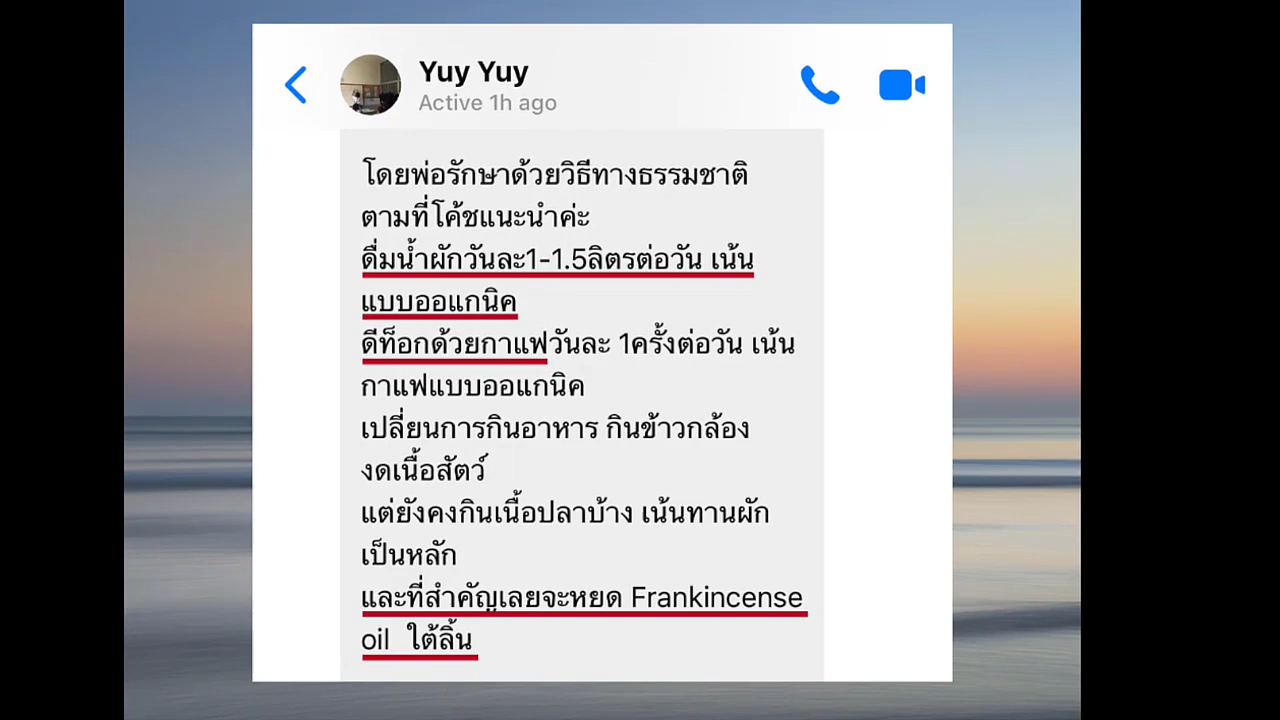 Yuy Yuy
Active 1h ago
โดยพ่อรักษาด้วยวิธีทางธรรมชาติ
ตามที่โค้ชแนะนำค่ะ
ดื่มน้ำผักวันละ1-1.5ลิตรต่อวัน เน้น
แบบออแกนิค
ดีท็อกด้วยกาแฟวันละ 1ครั้งต่อวัน เน้น
กาแฟแบบออแกนิค
เปลี่ยนการกินอาหาร กินข้าวกล้อง
งดเนื้อสัตว์
แต่ยังคงกินเนื้อปลาบ้าง เน้นทานผัก
เป็นหลัก
และที่สำคัญเลยจะหยด Frankincense
oil ใต้ลิ้น